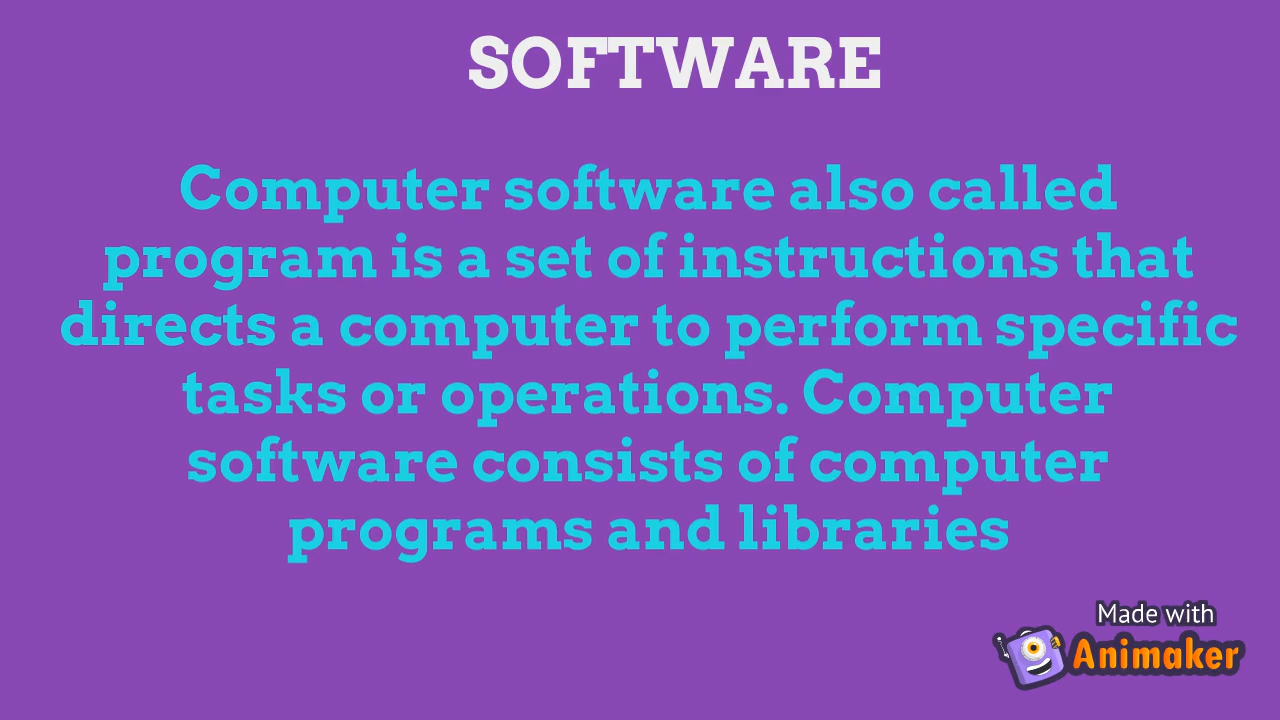 SOFTWARE
Computer software also called
program is a set of instructions that
directs a computer to perform specific
tasks or operations. Computer
software consists of computer
programs and libraries
Made with
Animaker